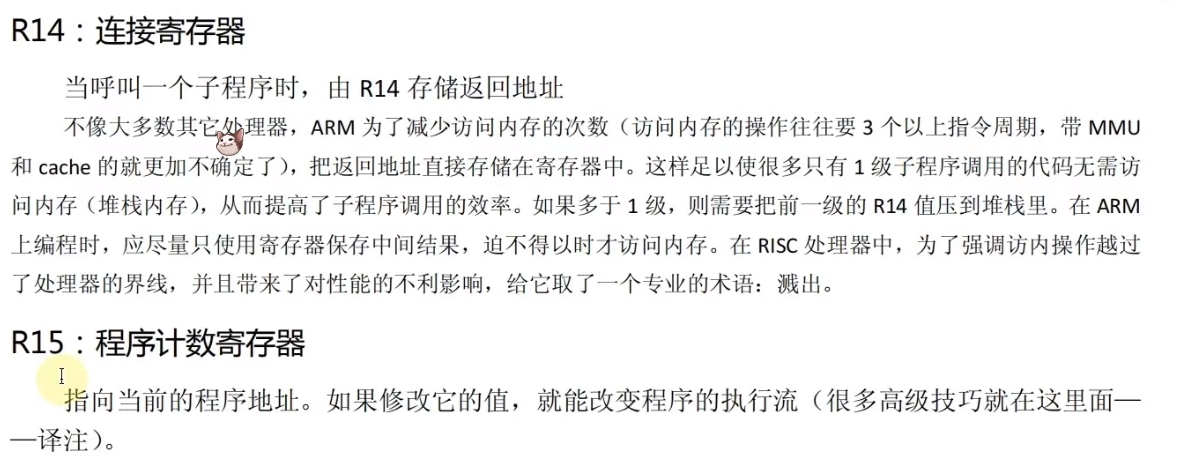 R14：连接寄存器
当呼叫一个子程序时，由 R14 存储返回地址
不像大多数其它处理器，ARM 为了减少访问内存的次数（访问内存的操作往往要 3 个以上指令周期，带 MMU
和 cache 的就更加不确定了），把返回地址直接存储在寄存器中。这样足以使很多只有 1 级子程序调用的代码无需访
问内存（堆栈内存），从而提高了子程序调用的效率。如果多于 1 级，则需要把前一级的 R14 值压到堆栈里。在 ARM
上编程时，应尽量只使用寄存器保存中间结果，迫不得以时才访问内存。在 RISC 处理器中，为了强调访内操作越过
了处理器的界线，并且带来了对性能的不利影响，给它取了一个专业的术语：溅出。
R15：程序计数寄存器
指向当前的程序地址。如果修改它的值，就能改变程序的执行流（很多高级技巧就在这里面—
—译注）。